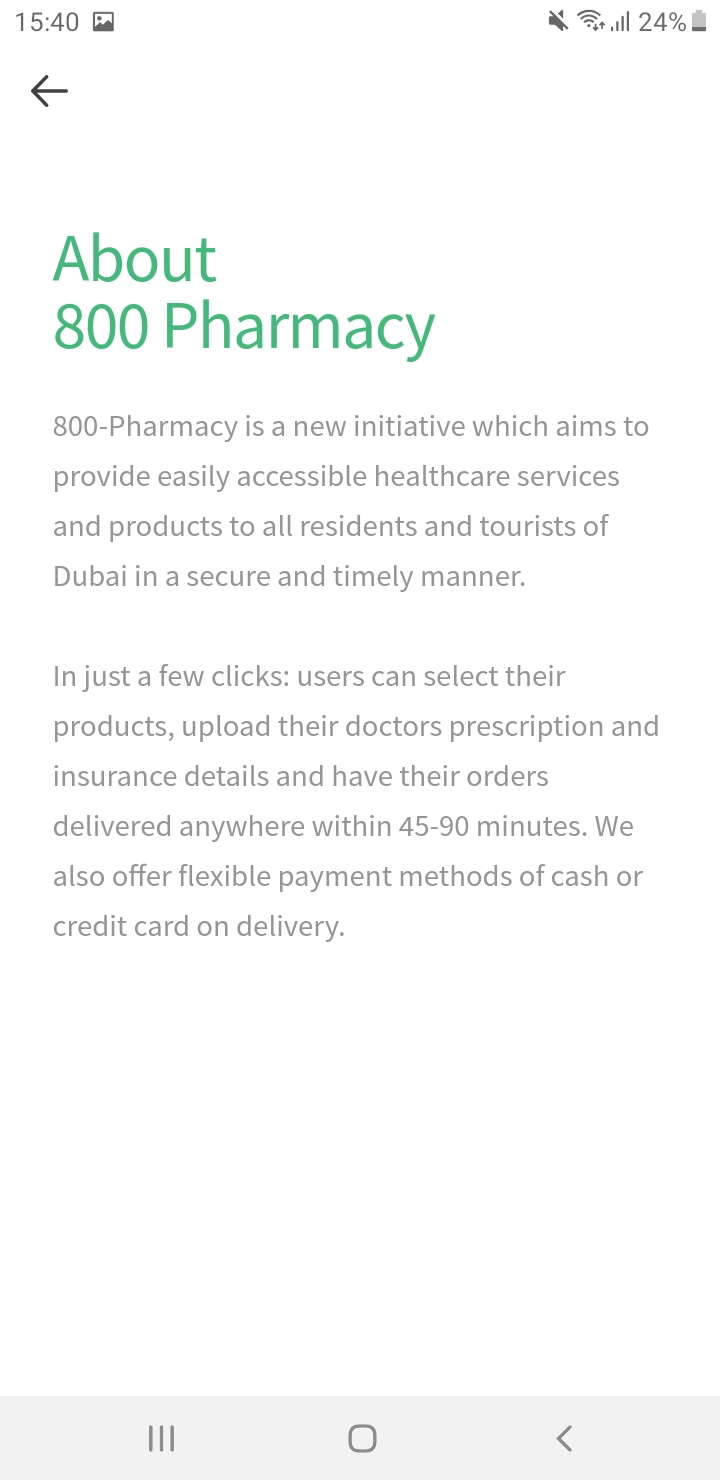 15:40
24%
About
800 Pharmacy
800-Pharmacy is a new initiative which aims to
provide easily accessible healthcare services
and products to all residents and tourists of
Dubai in a secure and timely manner.
In just a few clicks: users can select their
products, upload their doctors prescription and
insurance details and have their orders
delivered anywhere within 45-90 minutes. We
also offer flexible payment methods of cash or
credit card on delivery.